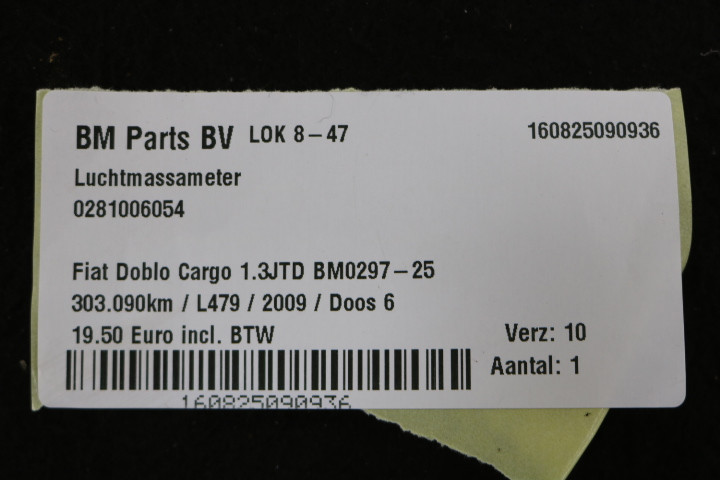 BM Parts BV LOK 8-47 160825090936
Luchtmassameter
0281006054
Fiat Doblo Cargo 1.3JTD BM0297-25
303.090km / L479 / 2009 / Doos 6
19.50 Euro incl. BTW Verz: 10
Aantal: 1
160825090936